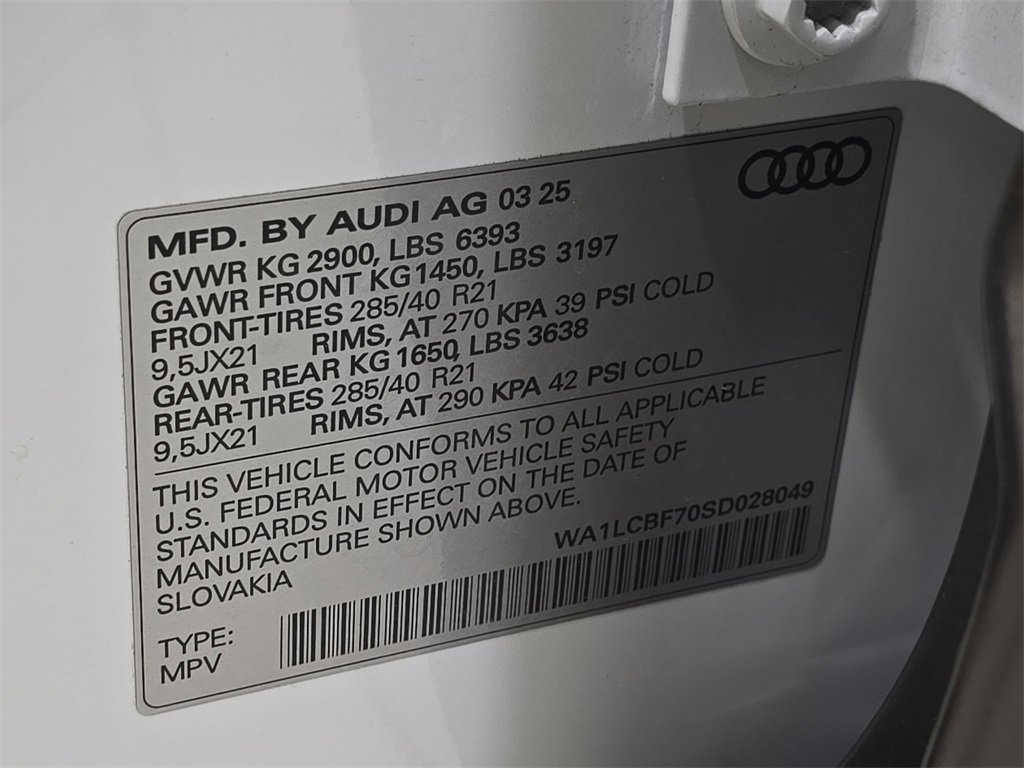 MFD. BY AUDI AG 03 25
GVWR KG 2900, LBS 6393
GAWR FRONT KG 1450, LBS 3197
FRONT-TIRES 285/40 R21
9,5JX21 RIMS, AT 270 KPA 39 PSI COLD
GAWR REAR KG 1650, LBS 3638
REAR-TIRES 285/40 R21
9,5JX21 RIMS, AT 290 KPA 42 PSI COLD
THIS VEHICLE CONFORMS TO ALL APPLICABLE
U.S. FEDERAL MOTOR VEHICLE SAFETY
STANDARDS IN EFFECT ON THE DATE OF
MANUFACTURE SHOWN ABOVE.
SLOVAKIA
WA1LCBF70SD028049
TYPE:
MPV